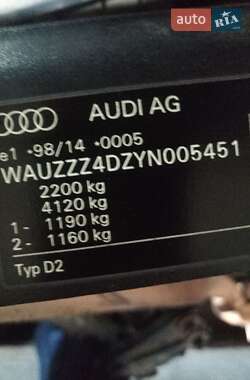 auto RIA.com
AUDI AG
e1 *98/14 *0005
WAUZZZ4DZYN005451
2200 kg
4120 kg
1- 1190 kg
2- 1160 kg
Typ D2